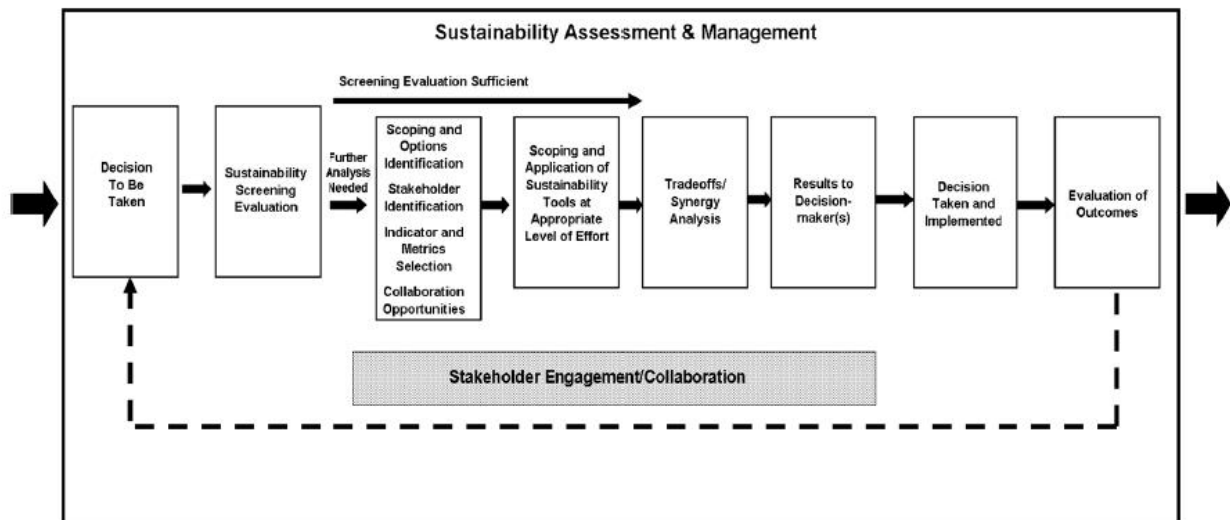 Sustainability Assessment & Management
Screening Evaluation Sufficient
Decision
To Be
Taken
Sustainability
Screening
Evaluation
Further
Analysis
Needed
Scoping and
Options
Identification
Stakeholder
Identification
Indicator and
Metrics
Selection
Collaboration
Opportunities
Scoping and
Application of
Sustainability
Tools at
Appropriate
Level of Effort
Tradeoffs/
Synergy
Analysis
Results to
Decision-
maker(s)
Decision
Taken and
Implemented
Evaluation of
Outcomes
Stakeholder Engagement/Collaboration